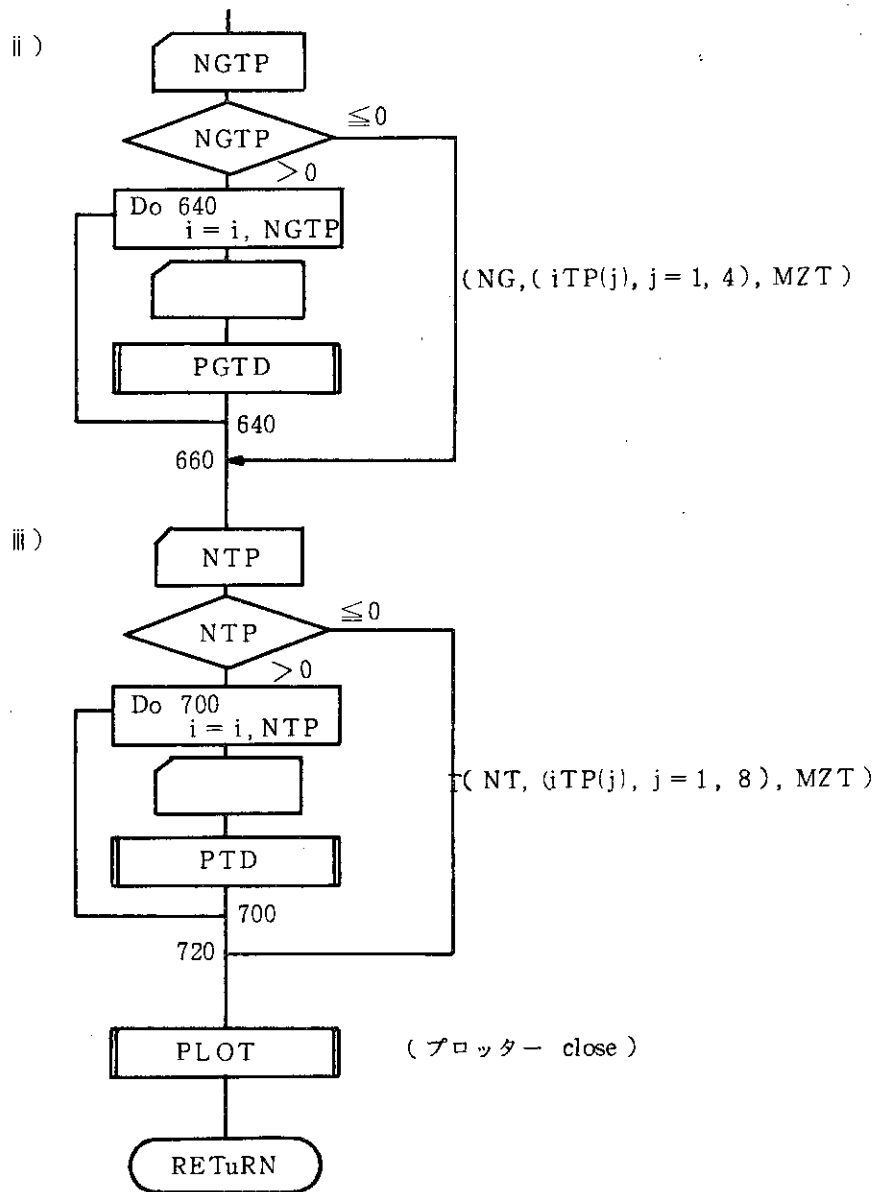 ii)
NGTP
NGTP
≦0
>0
Do 640
i = i, NGTP
(NG, (iTP(j), j = 1, 4), MZT)
PGTD
640
660
iii)
NTP
NTP
≦0
>0
Do 700
i = i, NTP
(NT, (iTP(j), j = 1, 8), MZT)
PTD
700
720
PLOT
(プロッター close)
RETuRN